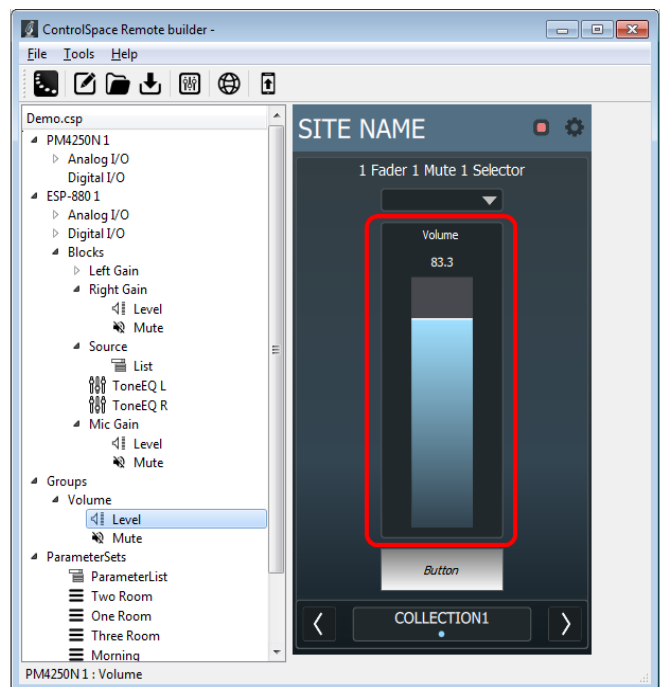 ControlSpace Remote builder -
File Tools Help
Demo.csp
PM4250N 1
Analog I/O
Digital I/O
ESP-880 1
Analog I/O
Digital I/O
Blocks
Left Gain
Right Gain
Level
Mute
Source
List
ToneEQ L
ToneEQ R
Mic Gain
Level
Mute
Groups
Volume
Level
Mute
ParameterSets
ParameterList
Two Room
One Room
Three Room
Morning
SITE NAME
1 Fader 1 Mute 1 Selector
Volume
83.3
Button
COLLECTION1
PM4250N 1 : Volume